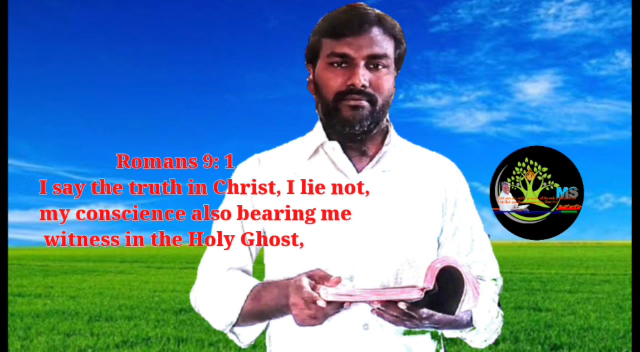 Romans 9: 1
I say the truth in Christ, I lie not,
my conscience also bearing me
witness in the Holy Ghost,
MS